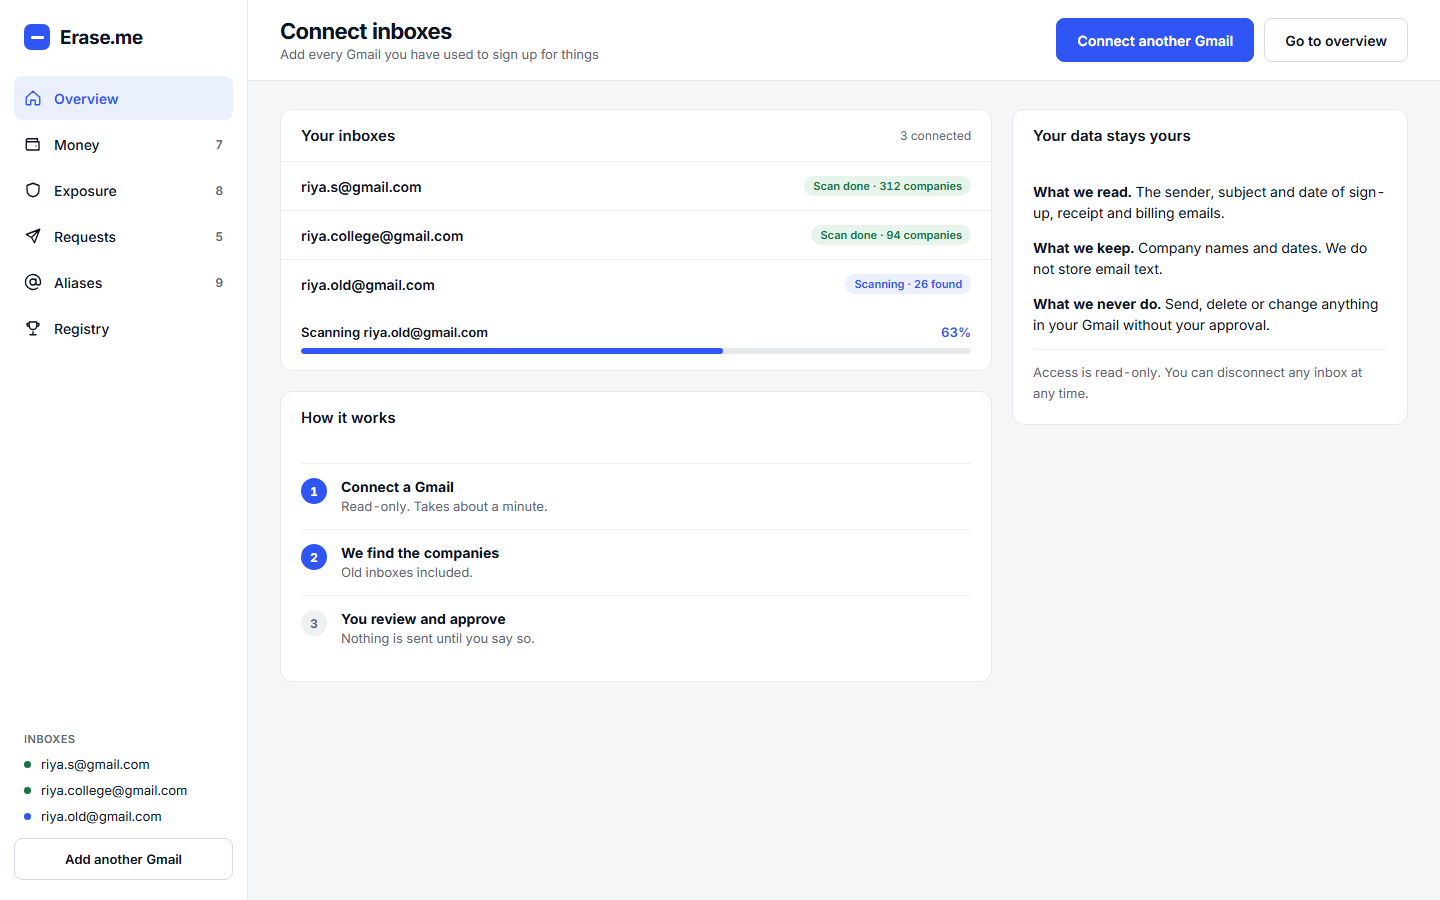 Erase.me
Overview
Money 7
Exposure 8
Requests 5
Aliases 9
Registry
INBOXES
riya.s@gmail.com
riya.college@gmail.com
riya.old@gmail.com
Add another Gmail
Connect inboxes
Add every Gmail you have used to sign up for things
Connect another Gmail
Go to overview
Your inboxes
3 connected
riya.s@gmail.com
Scan done · 312 companies
riya.college@gmail.com
Scan done · 94 companies
riya.old@gmail.com
Scanning · 26 found
Scanning riya.old@gmail.com
63%
How it works
1 Connect a Gmail
Read-only. Takes about a minute.
2 We find the companies
Old inboxes included.
3 You review and approve
Nothing is sent until you say so.
Your data stays yours
What we read. The sender, subject and date of sign-
up, receipt and billing emails.
What we keep. Company names and dates. We do
not store email text.
What we never do. Send, delete or change anything
in your Gmail without your approval.
Access is read-only. You can disconnect any inbox at
any time.